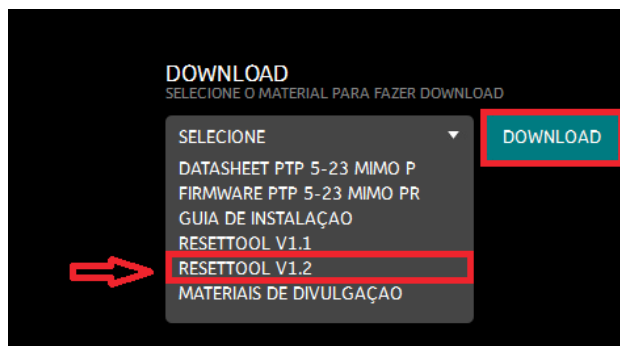 DOWNLOAD
SELECIONE O MATERIAL PARA FAZER DOWNLOAD
SELECIONE
DOWNLOAD
DATASHEET PTP 5-23 MIMO P
FIRMWARE PTP 5-23 MIMO PR
GUIA DE INSTALAÇAO
RESETTOOL V1.1
RESETTOOL V1.2
MATERIAIS DE DIVULGAÇAO